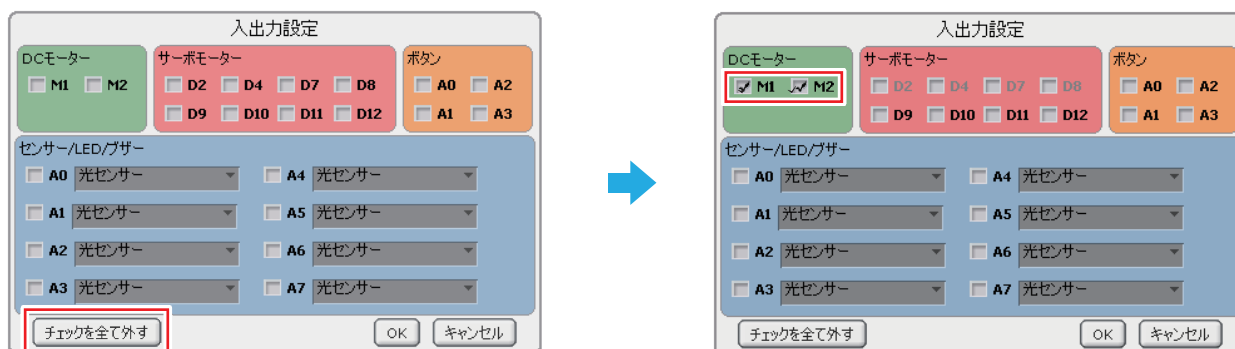 入出力設定
DCモーター
M1 M2
サーボモーター
D2 D4 D7 D8
D9 D10 D11 D12
ボタン
A0 A2
A1 A3
センサー/LED/ブザー
A0 光センサー A4 光センサー
A1 光センサー A5 光センサー
A2 光センサー A6 光センサー
A3 光センサー A7 光センサー
チェックを全て外す OK キャンセル
入出力設定
DCモーター
M1 M2
サーボモーター
D2 D4 D7 D8
D9 D10 D11 D12
ボタン
A0 A2
A1 A3
センサー/LED/ブザー
A0 光センサー A4 光センサー
A1 光センサー A5 光センサー
A2 光センサー A6 光センサー
A3 光センサー A7 光センサー
チェックを全て外す OK キャンセル